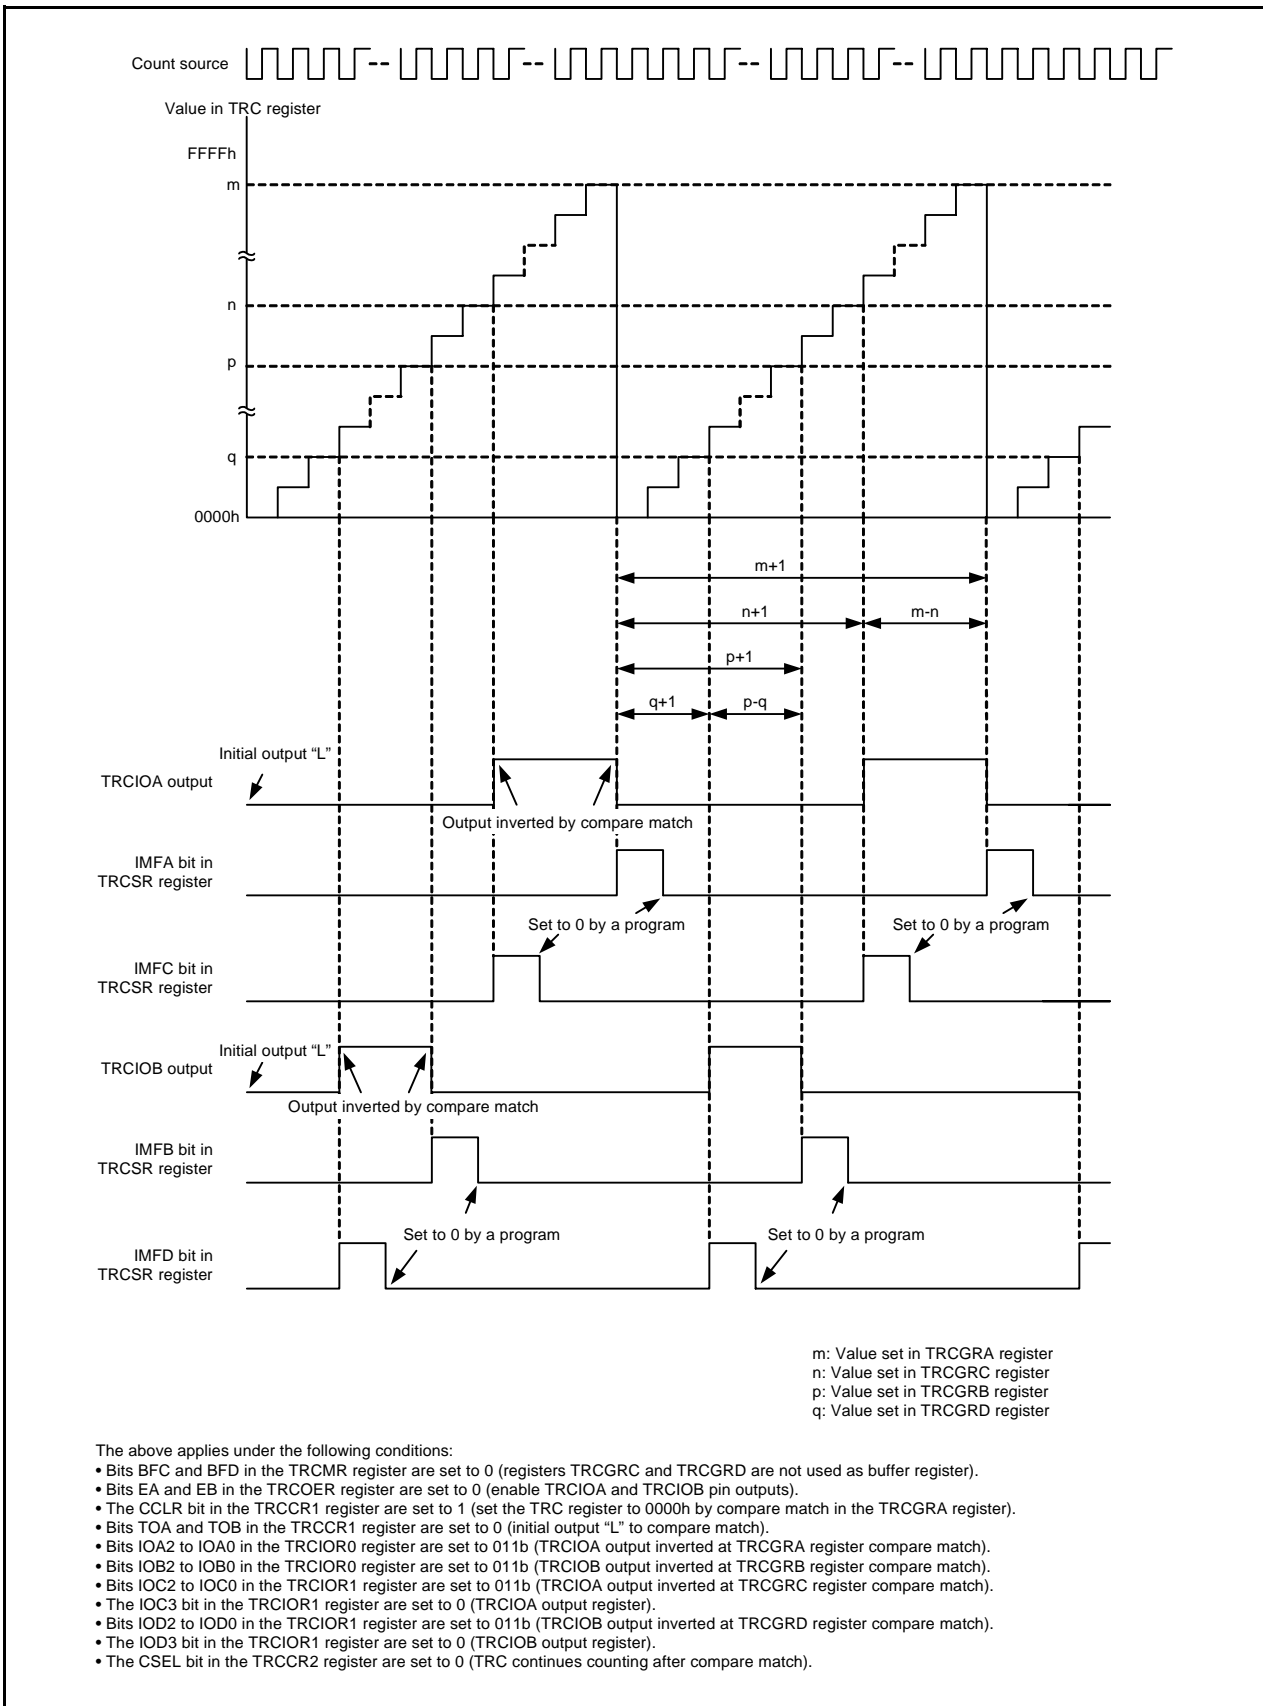 Count source
Value in TRC register
FFFFh
m
n
p
q
0000h
m+1
n+1
m-n
p+1
q+1
p-q
Initial output “L”
TRCIOA output
Output inverted by compare match
IMFA bit in
TRCSR register
Set to 0 by a program
Set to 0 by a program
IMFC bit in
TRCSR register
Initial output “L”
TRCIOB output
Output inverted by compare match
IMFB bit in
TRCSR register
Set to 0 by a program
Set to 0 by a program
IMFD bit in
TRCSR register
m: Value set in TRCGRA register
n: Value set in TRCGRC register
p: Value set in TRCGRB register
q: Value set in TRCGRD register
The above applies under the following conditions:
• Bits BFC and BFD in the TRCMR register are set to 0 (registers TRCGRC and TRCGRD are not used as buffer register).
• Bits EA and EB in the TRCOER register are set to 0 (enable TRCIOA and TRCIOB pin outputs).
• The CCLR bit in the TRCCR1 register are set to 1 (set the TRC register to 0000h by compare match in the TRCGRA register).
• Bits TOA and TOB in the TRCCR1 register are set to 0 (initial output “L” to compare match).
• Bits IOA2 to IOA0 in the TRCIOR0 register are set to 011b (TRCIOA output inverted at TRCGRA register compare match).
• Bits IOB2 to IOB0 in the TRCIOR0 register are set to 011b (TRCIOB output inverted at TRCGRB register compare match).
• Bits IOC2 to IOC0 in the TRCIOR1 register are set to 011b (TRCIOA output inverted at TRCGRC register compare match).
• The IOC3 bit in the TRCIOR1 register are set to 0 (TRCIOA output register).
• Bits IOD2 to IOD0 in the TRCIOR1 register are set to 011b (TRCIOB output inverted at TRCGRD register compare match).
• The IOD3 bit in the TRCIOR1 register are set to 0 (TRCIOB output register).
• The CSEL bit in the TRCCR2 register are set to 0 (TRC continues counting after compare match).